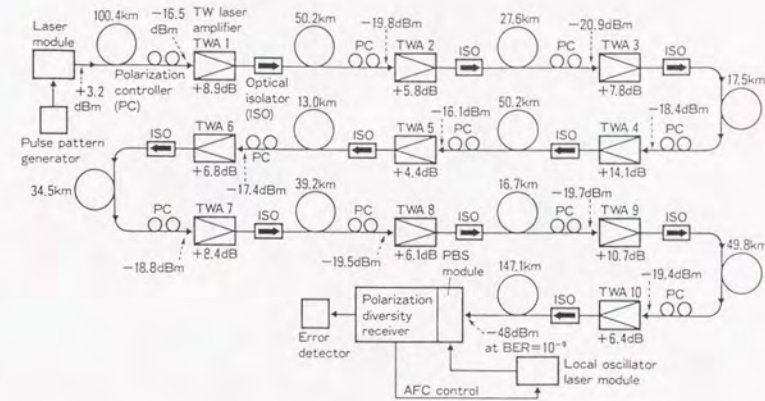 100.4km
−16.5 dBm
TW laser amplifier
50.2km
−19.8dBm
27.6km
−20.9dBm
Laser module
PC
TWA 1
ISO
TWA 2
ISO
PC
TWA 3
ISO
+3.2 dBm
Polarization controller (PC)
+8.9dB
Optical isolator (ISO)
+5.8dB
+7.8dB
17.5km
Pulse pattern generator
ISO
TWA 6
13.0km
−16.1dBm
TWA 5
50.2km
−18.4dBm
TWA 4
PC
ISO
PC
ISO
PC
+6.8dB
+4.4dB
+14.1dB
34.5km
−17.4dBm
39.2km
16.7km
−19.7dBm
PC
TWA 7
ISO
PC
TWA 8
ISO
PC
TWA 9
ISO
−18.8dBm
+8.4dB
−19.5dBm
+6.1dB
+10.7dB
49.8km
PBS module
147.1km
−19.4dBm
TWA 10
PC
ISO
+6.4dB
Polarization diversity receiver
Error detector
−48dBm
at BER=10⁻⁹
Local oscillator laser module
AFC control